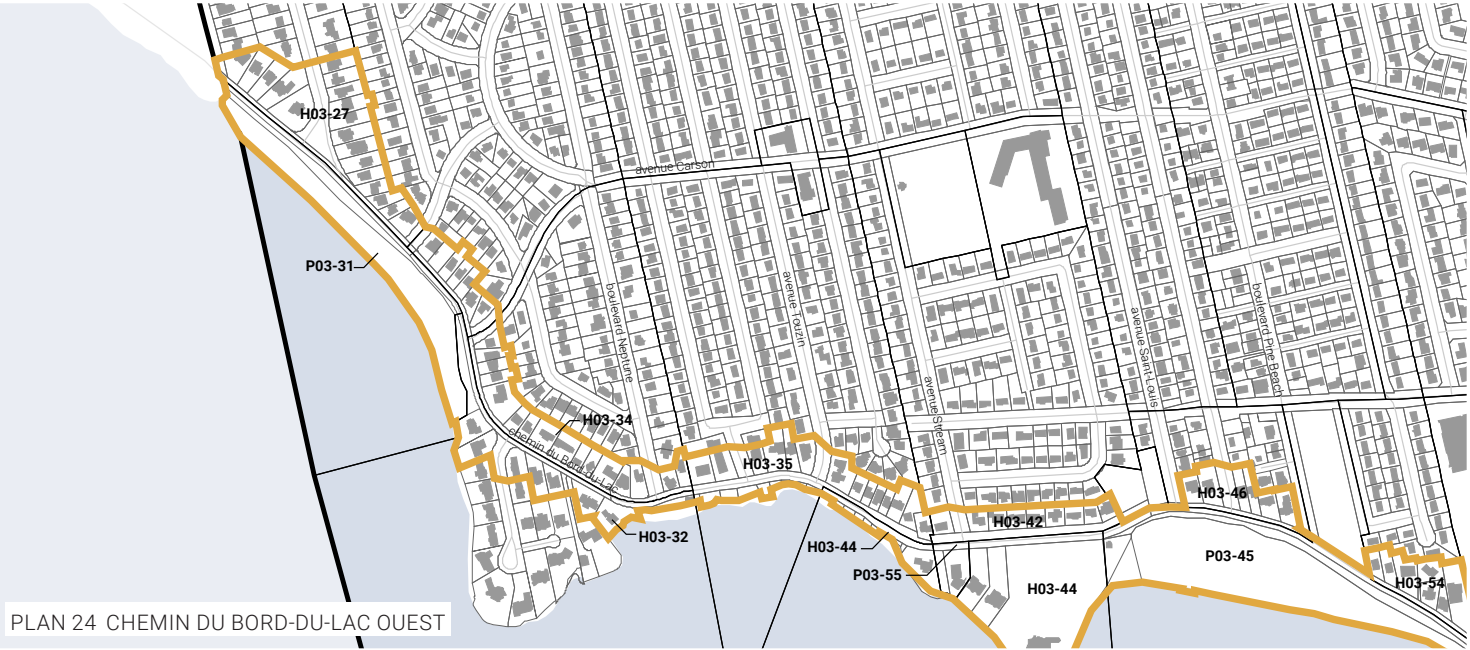 H03-27
avenue Carson
P03-31
boulevard Neptune
avenue Touzin
boulevard Pine Beach
avenue Saint-Louis
avenue Stream
H03-34
chemin du Bord-du-Lac
H03-35
H03-46
H03-42
H03-32
H03-44
P03-55
P03-45
H03-44
H03-54
PLAN 24 CHEMIN DU BORD-DU-LAC OUEST